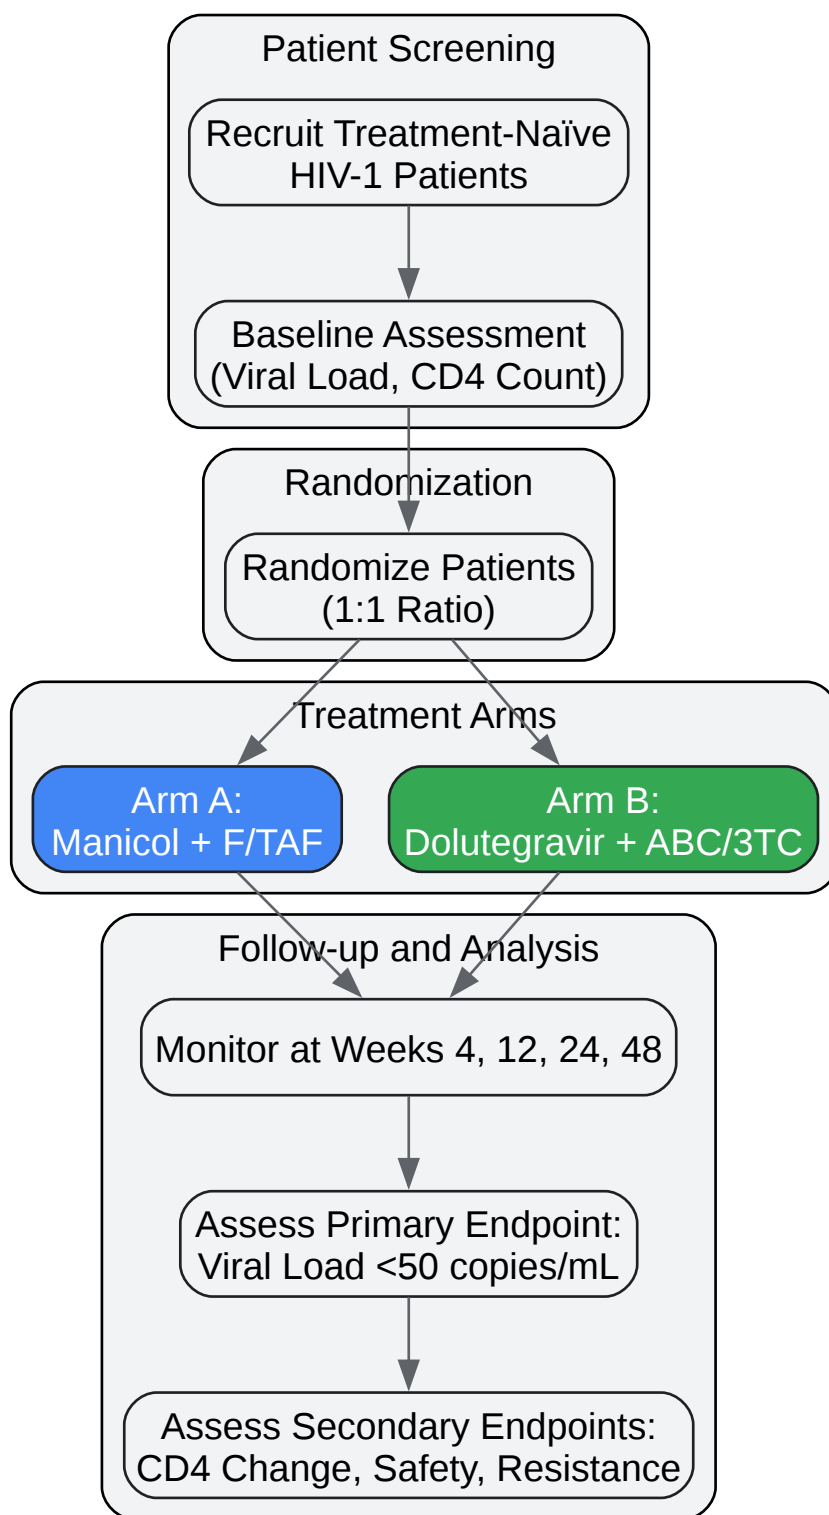 Patient Screening
Recruit Treatment-Naïve
HIV-1 Patients
Baseline Assessment
(Viral Load, CD4 Count)
Randomization
Randomize Patients
(1:1 Ratio)
Treatment Arms
Arm A:
Manicol + F/TAF
Arm B:
Dolutegravir + ABC/3TC
Follow-up and Analysis
Monitor at Weeks 4, 12, 24, 48
Assess Primary Endpoint:
Viral Load <50 copies/mL
Assess Secondary Endpoints:
CD4 Change, Safety, Resistance